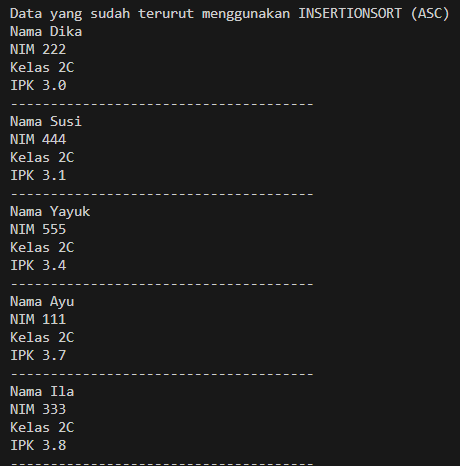 Data yang sudah terurut menggunakan INSERTIONSORT (ASC)
Nama Dika
NIM 222
Kelas 2C
IPK 3.0
--------------------------------------
Nama Susi
NIM 444
Kelas 2C
IPK 3.1
--------------------------------------
Nama Yayuk
NIM 555
Kelas 2C
IPK 3.4
--------------------------------------
Nama Ayu
NIM 111
Kelas 2C
IPK 3.7
--------------------------------------
Nama Ila
NIM 333
Kelas 2C
IPK 3.8
--------------------------------------